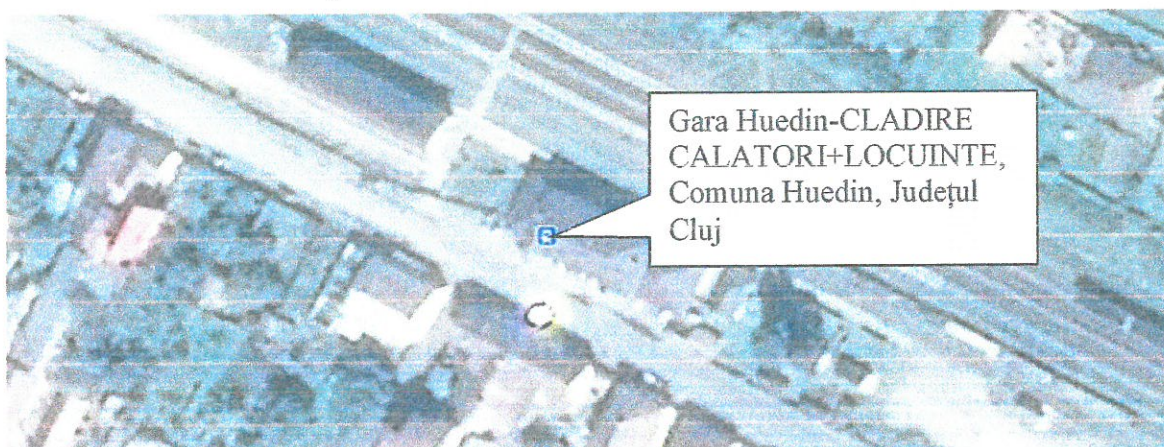 Gara Huedin-CLADIRE
CALATORI+LOCUINTE,
Comuna Huedin, Județul
Cluj